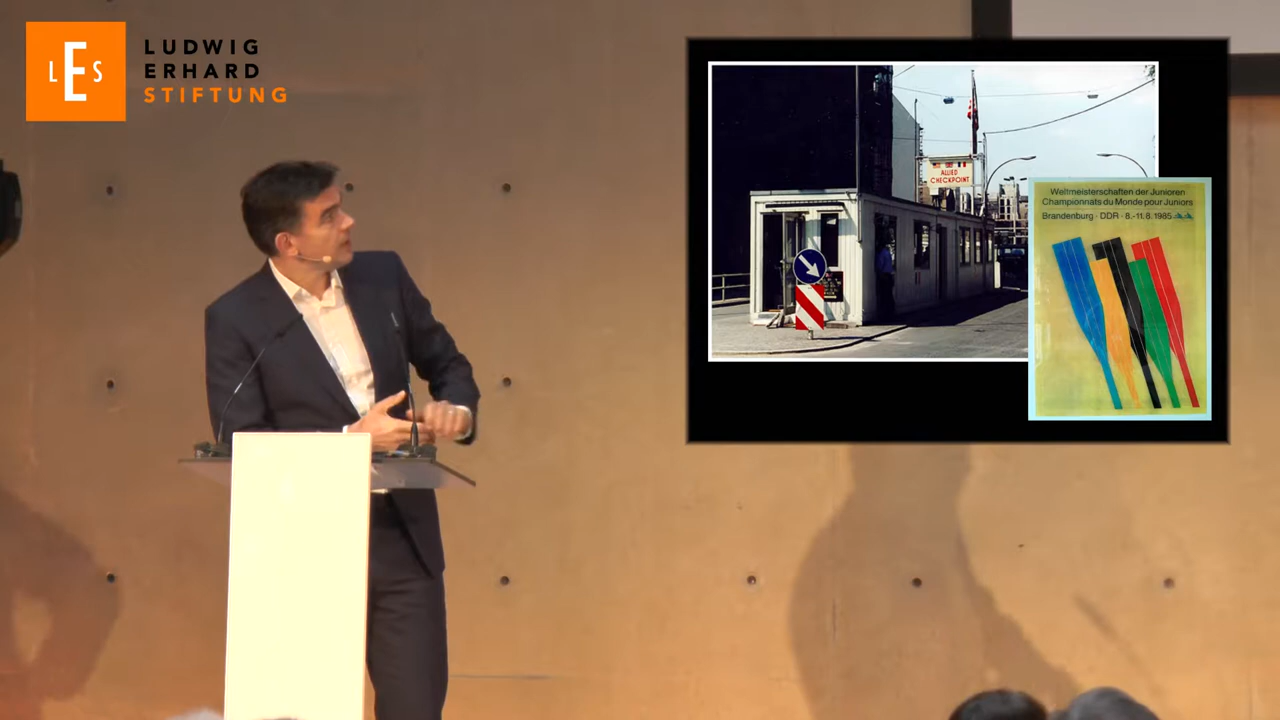 LES
LUDWIG
ERHARD
STIFTUNG
ALLIED
CHECKPOINT
Weltmeisterschaften der Junioren
Championnats du Monde pour Juniors
Brandenburg · DDR · 8.-11.8.1985